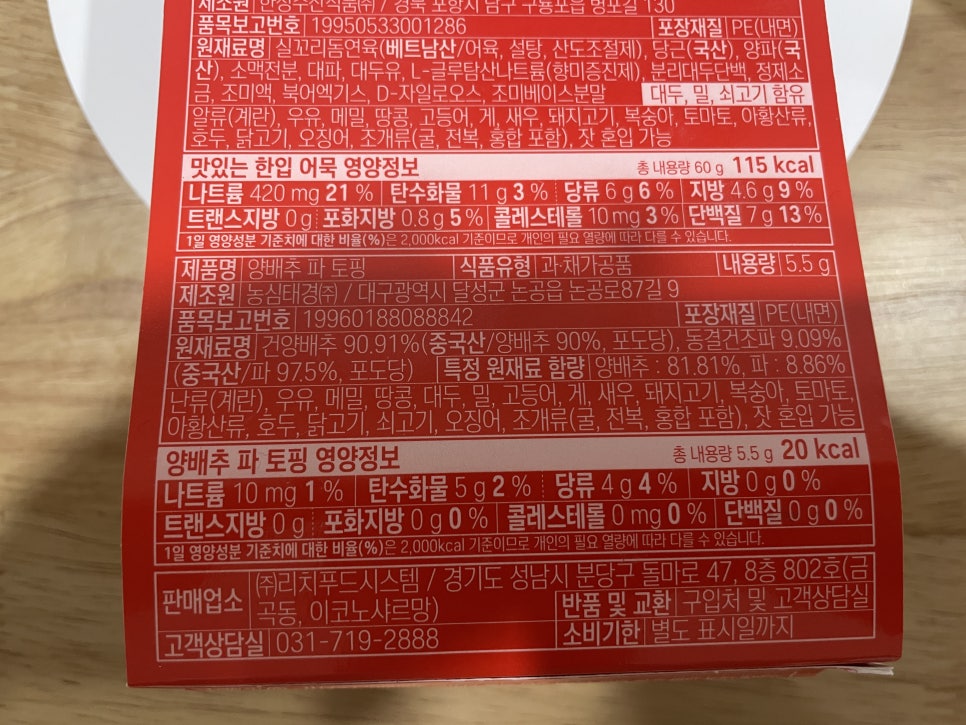 제조원 한성수산식품㈜ / 경북 포항시 남구 구룡포읍 병포길 130
품목보고번호 19950533001286 포장재질 PE(내면)
원재료명 실꼬리돔연육(베트남산/어육, 설탕, 산도조절제), 당근(국산), 양파(국
산), 소맥전분, 대파, 대두유, L-글루탐산나트륨(향미증진제), 분리대두단백, 정제소
금, 조미액, 북어엑기스, D-자일로오스, 조미베이스분말 대두, 밀, 쇠고기 함유
알류(계란), 우유, 메밀, 땅콩, 고등어, 게, 새우, 돼지고기, 복숭아, 토마토, 아황산류,
호두, 닭고기, 오징어, 조개류(굴, 전복, 홍합 포함), 잣 혼입 가능
맛있는 한입 어묵 영양정보 총 내용량 60 g 115 kcal
나트륨 420 mg 21 % 탄수화물 11 g 3 % 당류 6 g 6 % 지방 4.6 g 9 %
트랜스지방 0 g 포화지방 0.8 g 5 % 콜레스테롤 10 mg 3 % 단백질 7 g 13 %
1일 영양성분 기준치에 대한 비율(%)은 2,000kcal 기준이므로 개인의 필요 열량에 따라 다를 수 있습니다.
제품명 양배추 파 토핑 식품유형 과·채가공품 내용량 5.5 g
제조원 농심태경㈜ / 대구광역시 달성군 논공읍 논공로87길 9
품목보고번호 19960188088842 포장재질 PE(내면)
원재료명 건양배추 90.91%(중국산/양배추 90%, 포도당), 동결건조파 9.09%
(중국산/파 97.5%, 포도당) 특정 원재료 함량 양배추 : 81.81%, 파 : 8.86%
난류(계란), 우유, 메밀, 땅콩, 대두, 밀, 고등어, 게, 새우, 돼지고기, 복숭아, 토마토,
아황산류, 호두, 닭고기, 쇠고기, 오징어, 조개류(굴, 전복, 홍합 포함), 잣 혼입 가능
양배추 파 토핑 영양정보 총 내용량 5.5 g 20 kcal
나트륨 10 mg 1 % 탄수화물 5 g 2 % 당류 4 g 4 % 지방 0 g 0 %
트랜스지방 0 g 포화지방 0 g 0 % 콜레스테롤 0 mg 0 % 단백질 0 g 0 %
1일 영양성분 기준치에 대한 비율(%)은 2,000kcal 기준이므로 개인의 필요 열량에 따라 다를 수 있습니다.
판매업소 ㈜리치푸드시스템 / 경기도 성남시 분당구 돌마로 47, 8층 802호(금
곡동, 이코노샤르망) 반품 및 교환 구입처 및 고객상담실
고객상담실 031-719-2888 소비기한 별도 표시일까지